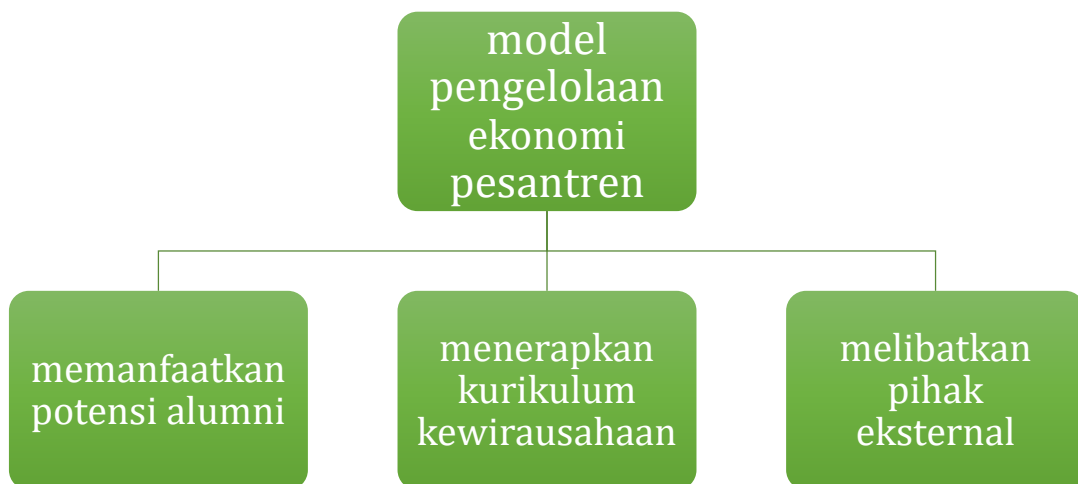 model
pengelolaan
ekonomi
pesantren
memanfaatkan
potensi alumni
menerapkan
kurikulum
kewirausahaan
melibatkan
pihak
eksternal